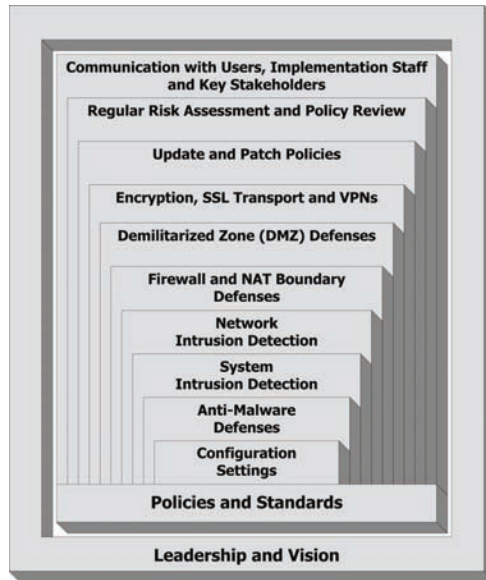 Communication with Users, Implementation Staff
and Key Stakeholders
Regular Risk Assessment and Policy Review
Update and Patch Policies
Encryption, SSL Transport and VPNs
Demilitarized Zone (DMZ) Defenses
Firewall and NAT Boundary
Defenses
Network
Intrusion Detection
System
Intrusion Detection
Anti-Malware
Defenses
Configuration
Settings
Policies and Standards
Leadership and Vision